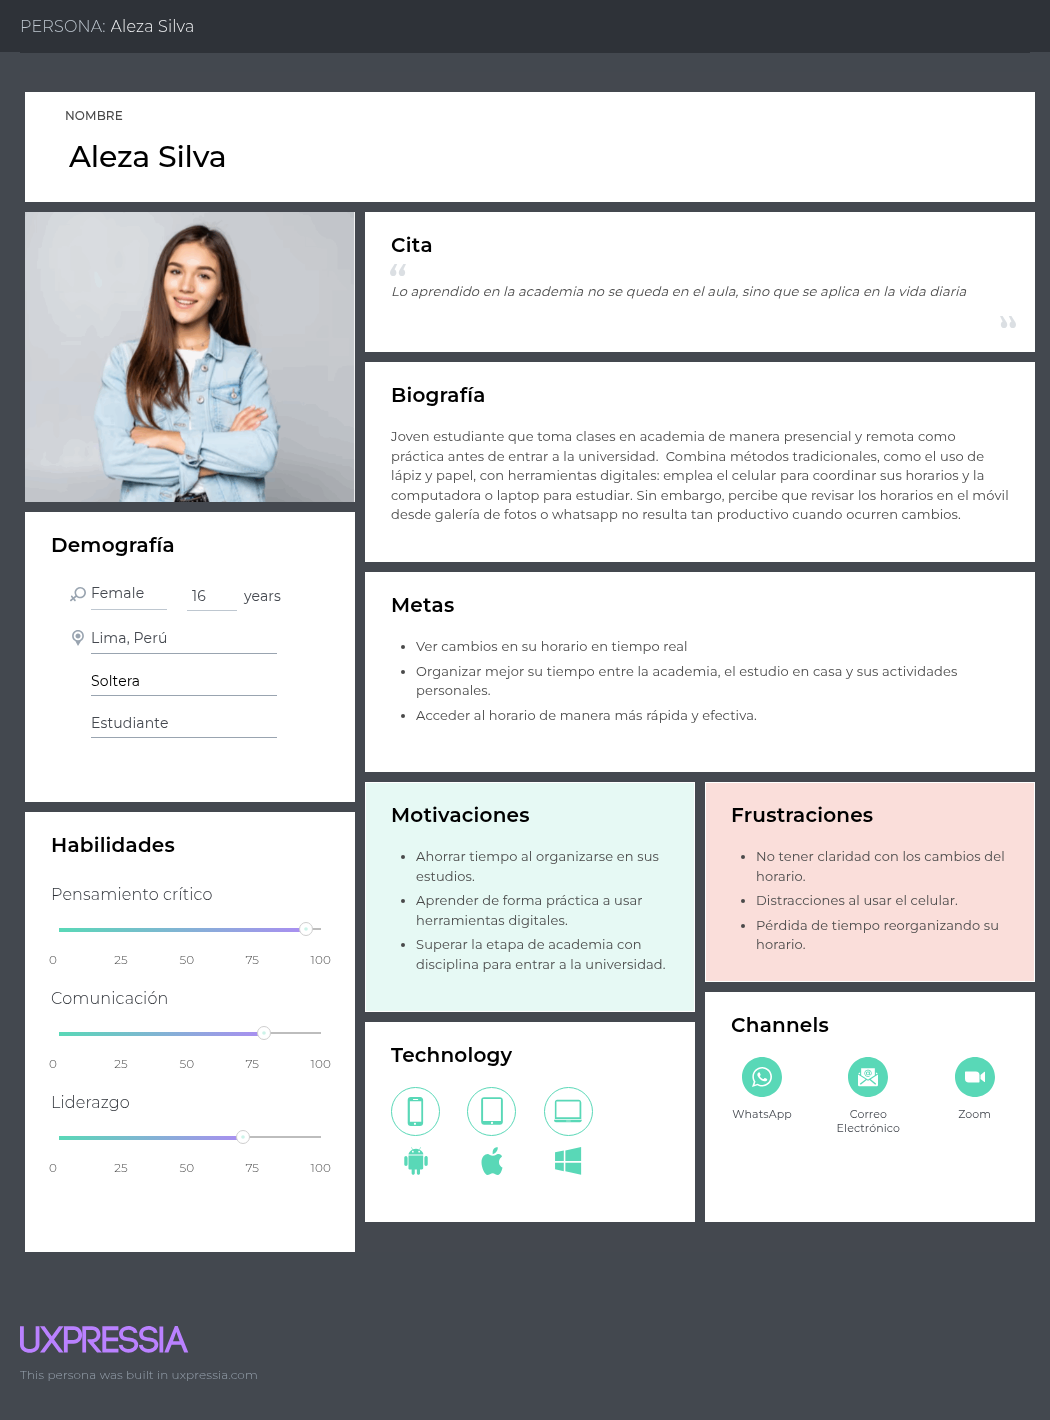 PERSONA: Aleza Silva
NOMBRE
Aleza Silva
Cita
“
Lo aprendido en la academia no se queda en el aula, sino que se aplica en la vida diaria
”
Biografía
Joven estudiante que toma clases en academia de manera presencial y remota como
práctica antes de entrar a la universidad.  Combina métodos tradicionales, como el uso de
lápiz y papel, con herramientas digitales: emplea el celular para coordinar sus horarios y la
computadora o laptop para estudiar. Sin embargo, percibe que revisar los horarios en el móvil
desde galería de fotos o whatsapp no resulta tan productivo cuando ocurren cambios.
Demografía
Female 16 years
Lima, Perú
Soltera
Estudiante
Metas
• Ver cambios en su horario en tiempo real
• Organizar mejor su tiempo entre la academia, el estudio en casa y sus actividades
personales.
• Acceder al horario de manera más rápida y efectiva.
Habilidades
Pensamiento crítico
0 25 50 75 100
Comunicación
0 25 50 75 100
Liderazgo
0 25 50 75 100
Motivaciones
• Ahorrar tiempo al organizarse en sus
estudios.
• Aprender de forma práctica a usar
herramientas digitales.
• Superar la etapa de academia con
disciplina para entrar a la universidad.
Frustraciones
• No tener claridad con los cambios del
horario.
• Distracciones al usar el celular.
• Pérdida de tiempo reorganizando su
horario.
Technology
Channels
WhatsApp
Correo
Electrónico
Zoom
UXPRESSIA
This persona was built in uxpressia.com